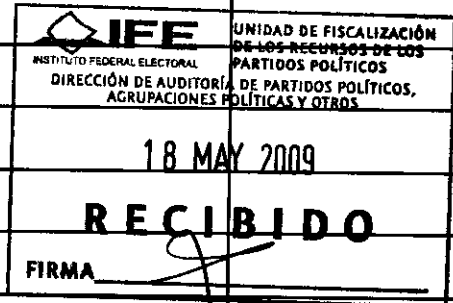 IFE
INSTITUTO FEDERAL ELECTORAL
UNIDAD DE FISCALIZACIÓN
DE LOS RECURSOS DE LOS
PARTIDOS POLÍTICOS
DIRECCIÓN DE AUDITORÍA DE PARTIDOS POLÍTICOS,
AGRUPACIONES POLÍTICAS Y OTROS
18 MAY 2009
RECIBIDO
FIRMA